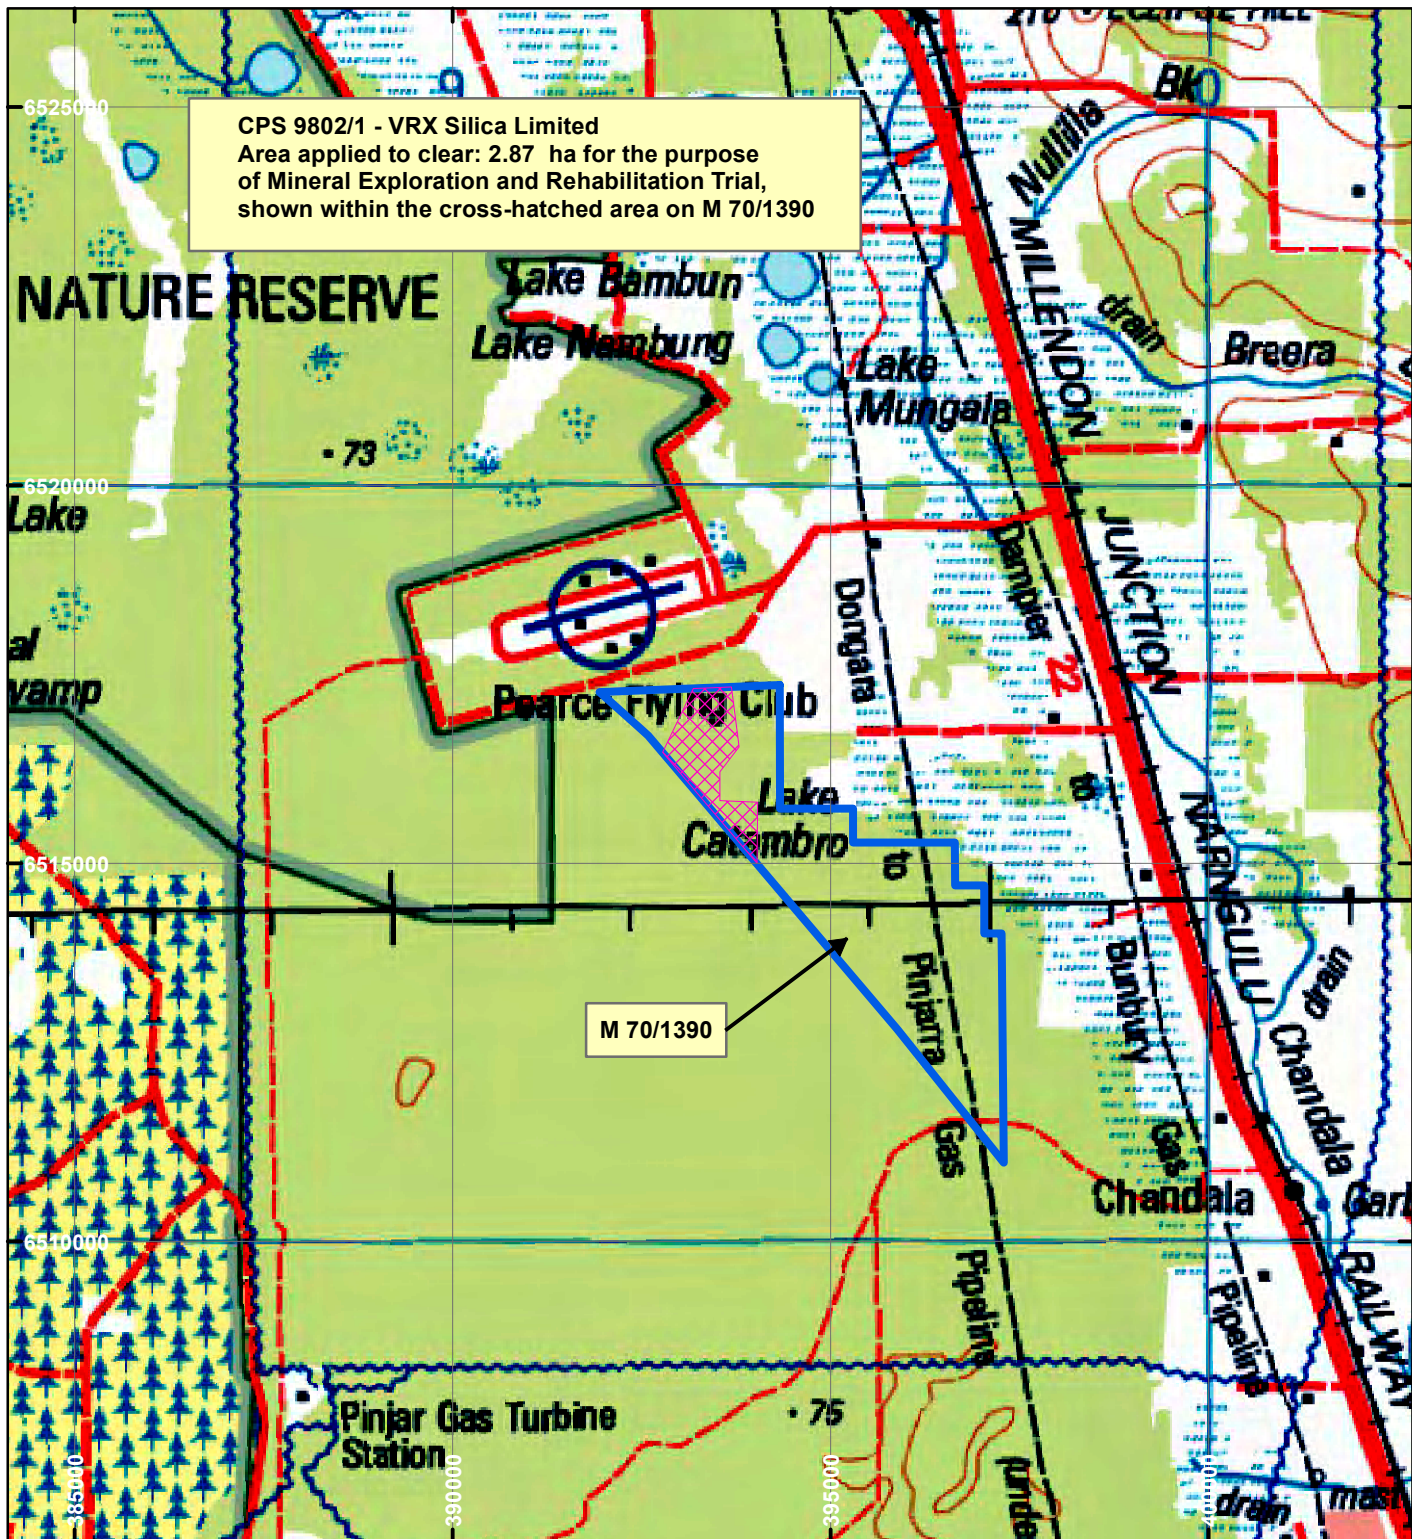 Bk
6525000
Nullilla
CPS 9802/1 - VRX Silica Limited
Area applied to clear: 2.87 ha for the purpose
of Mineral Exploration and Rehabilitation Trial,
shown within the cross-hatched area on M 70/1390
NATURE RESERVE
Lake Bambun
Lake Nambung
Lake
Mungala
drain
Breera
MILLENDON
JUNCTION
NARNGULU
RAILWAY
73
6520000
Lake
Dampier
to
Bunbury
Gas
Pipeline
22
Dongara
to
Pinjarra
Gas
Pipeline
Pearce Flying Club
Lake
Catambro
6515000
drain
Chandala
M 70/1390
Chandala
6510000
Pinjar Gas Turbine
Station
75
mast
drain
385000
390000
395000
400000